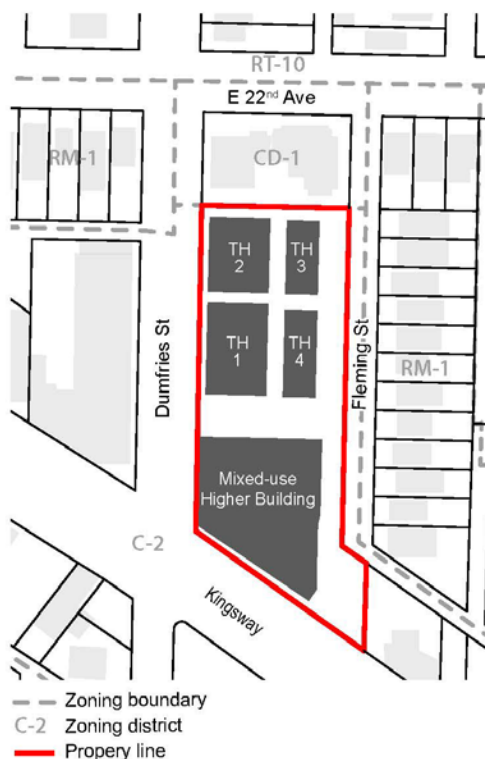 RT-10
E 22nd Ave
RM-1
CD-1
TH
2
TH
3
TH
1
TH
4
Dumfries St
Fleming St
RM-1
Mixed-use
Higher Building
C-2
Kingsway
Zoning boundary
C-2 Zoning district
Propery line